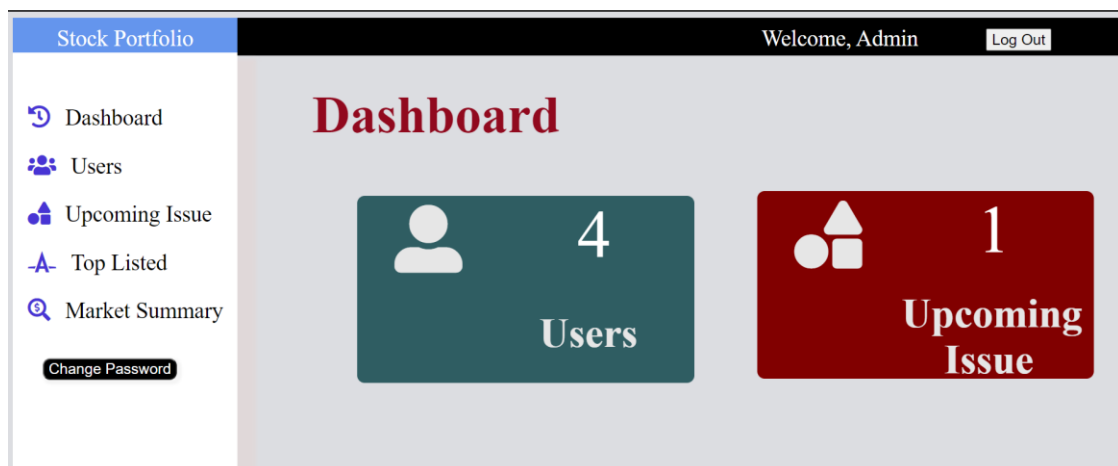 Stock Portfolio
Welcome, Admin
Log Out
Dashboard
Users
Upcoming Issue
Top Listed
Market Summary
Change Password
Dashboard
4
Users
1
Upcoming
Issue